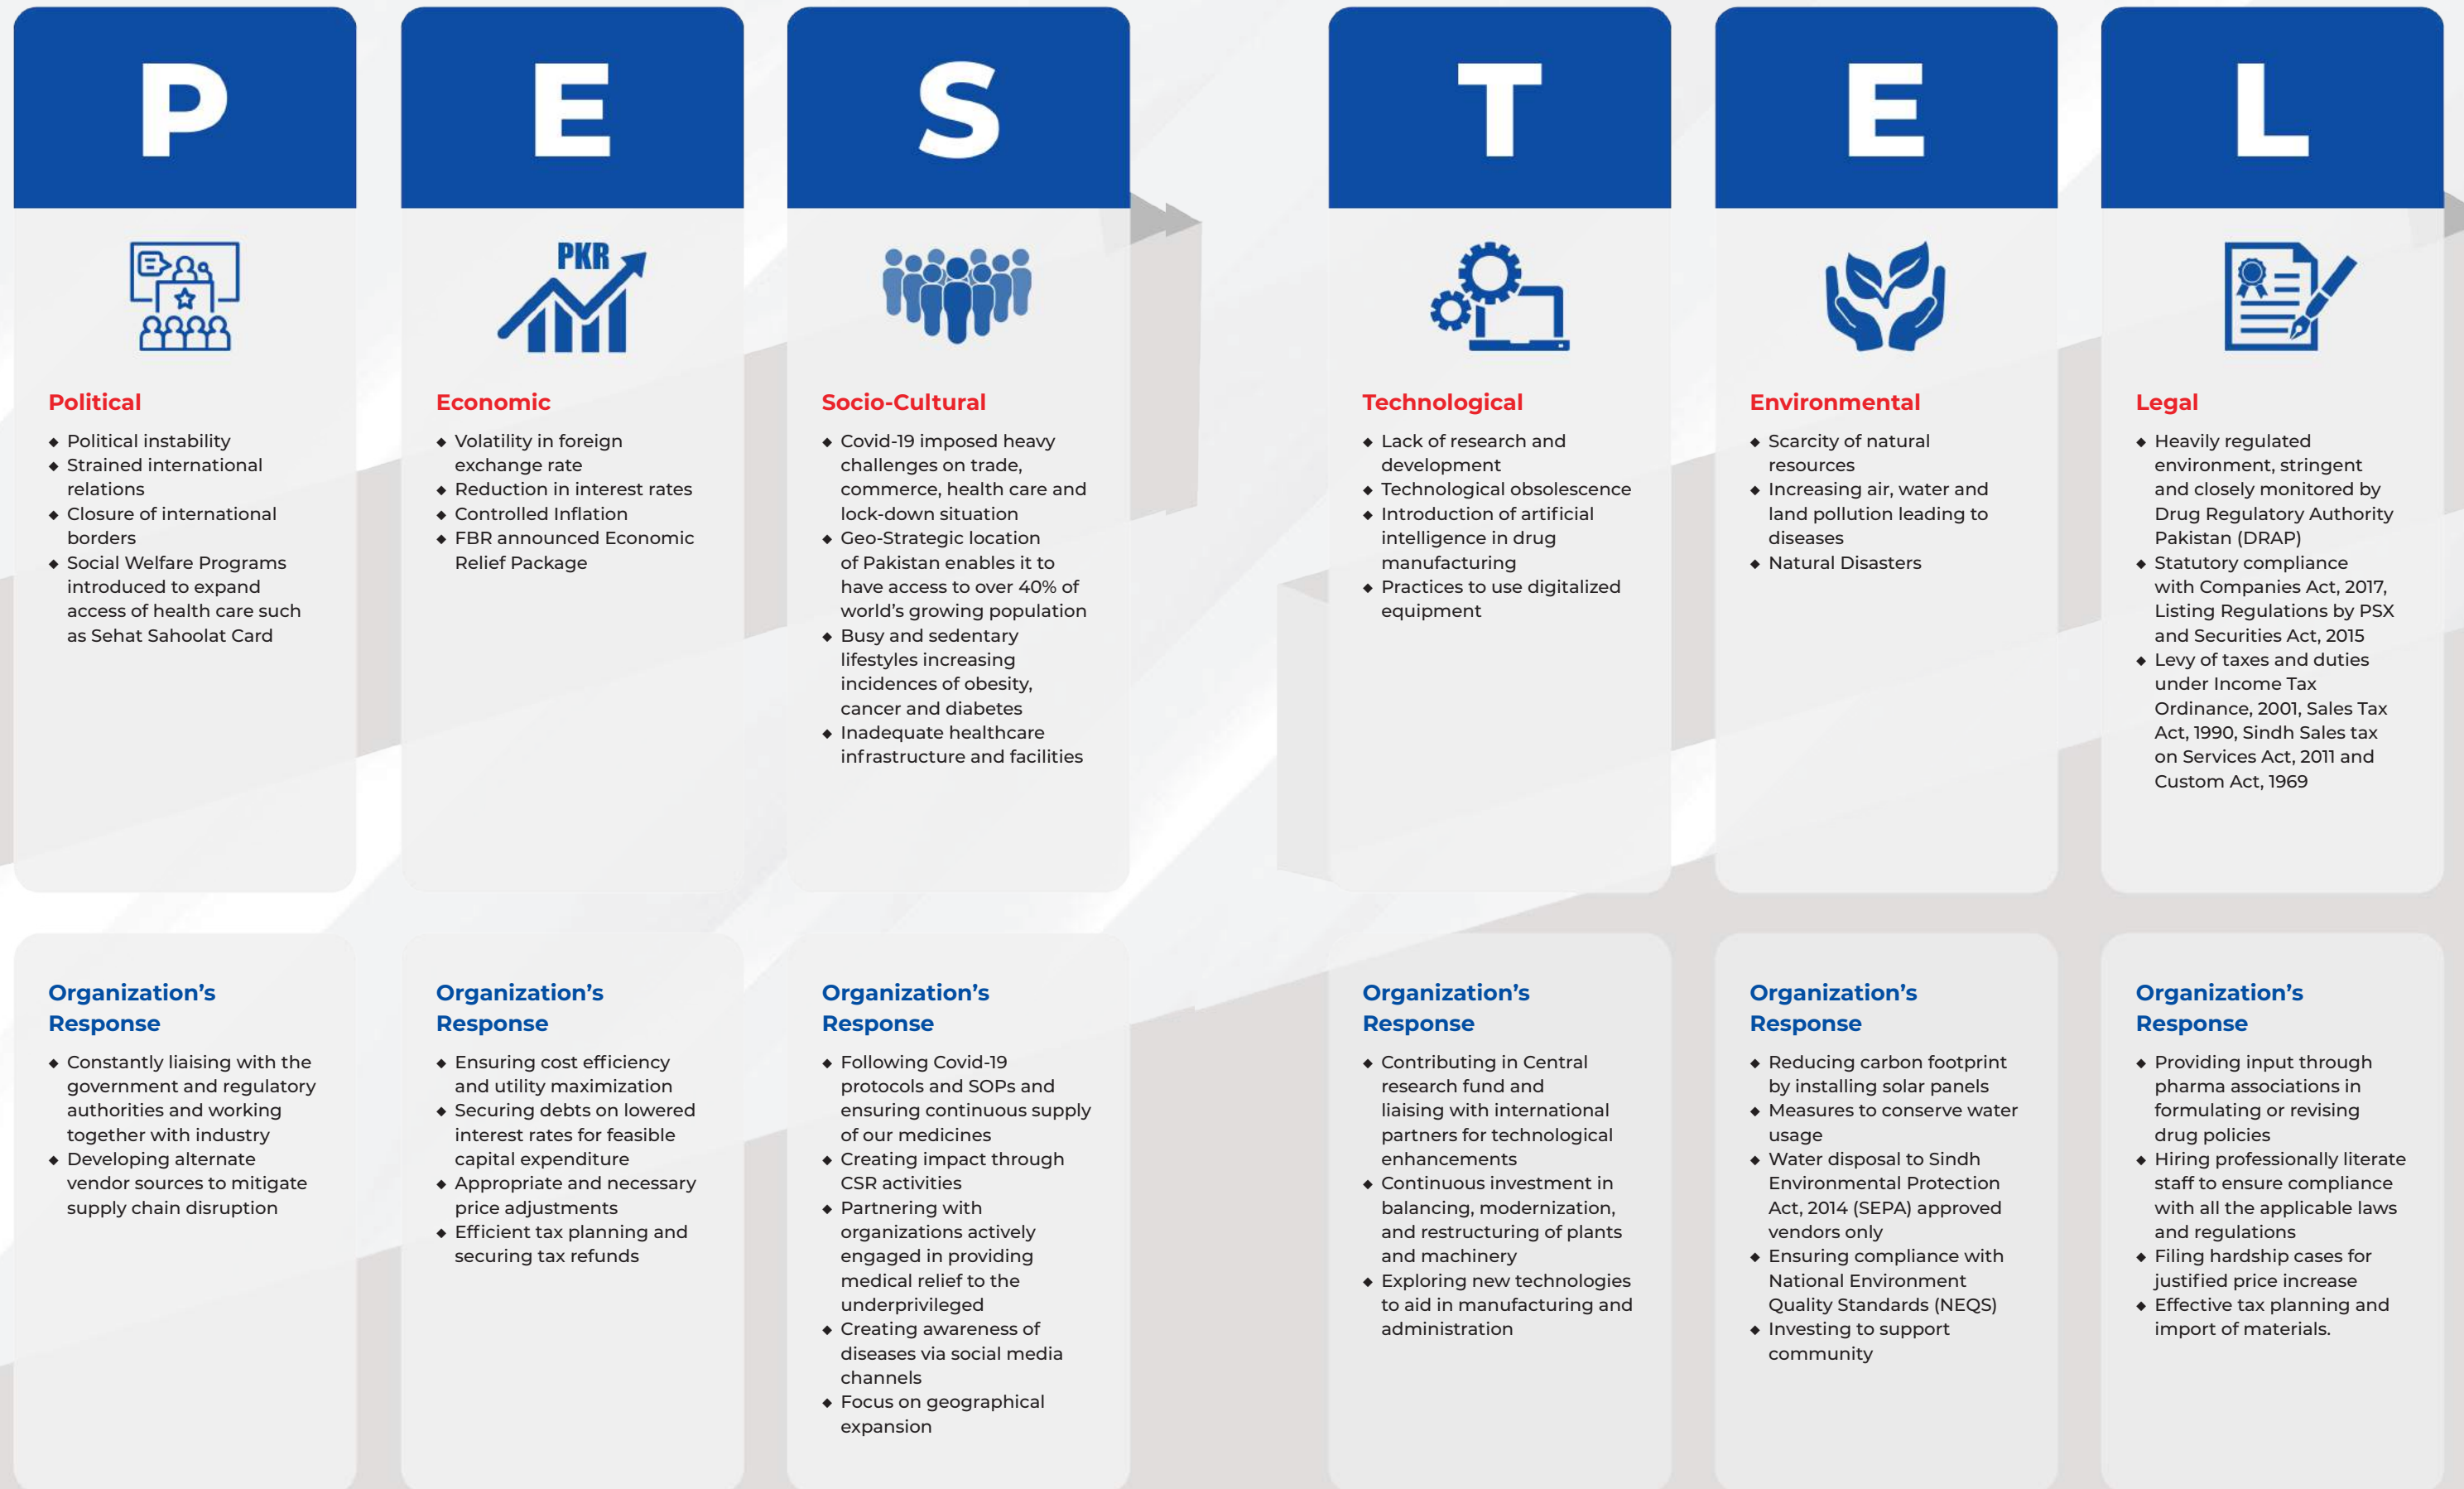 P
PKR
Political
◆ Political instability
◆ Strained international
relations
◆ Closure of international
borders
◆ Social Welfare Programs
introduced to expand
access of health care such
as Sehat Sahoolat Card
E
Economic
◆ Volatility in foreign
exchange rate
◆ Reduction in interest rates
◆ Controlled Inflation
◆ FBR announced Economic
Relief Package
S
Socio-Cultural
◆ Covid-19 imposed heavy
challenges on trade,
commerce, health care and
lock-down situation
◆ Geo-Strategic location
of Pakistan enables it to
have access to over 40% of
world's growing population
◆ Busy and sedentary
lifestyles increasing
incidences of obesity,
cancer and diabetes
◆ Inadequate healthcare
infrastructure and facilities
T
Technological
◆ Lack of research and
development
◆ Technological obsolescence
◆ Introduction of artificial
intelligence in drug
manufacturing
◆ Practices to use digitalized
equipment
E
Environmental
◆ Scarcity of natural
resources
◆ Increasing air, water and
land pollution leading to
diseases
◆ Natural Disasters
L
Legal
◆ Heavily regulated
environment, stringent
and closely monitored by
Drug Regulatory Authority
Pakistan (DRAP)
◆ Statutory compliance
with Companies Act, 2017,
Listing Regulations by PSX
and Securities Act, 2015
◆ Levy of taxes and duties
under Income Tax
Ordinance, 2001, Sales Tax
Act, 1990, Sindh Sales tax
on Services Act, 2011 and
Custom Act, 1969
Organization's
Response
◆ Constantly liaising with the
government and regulatory
authorities and working
together with industry
◆ Developing alternate
vendor sources to mitigate
supply chain disruption
Organization's
Response
◆ Ensuring cost efficiency
and utility maximization
◆ Securing debts on lowered
interest rates for feasible
capital expenditure
◆ Appropriate and necessary
price adjustments
◆ Efficient tax planning and
securing tax refunds
Organization's
Response
◆ Following Covid-19
protocols and SOPs and
ensuring continuous supply
of our medicines
◆ Creating impact through
CSR activities
◆ Partnering with
organizations actively
engaged in providing
medical relief to the
underprivileged
◆ Creating awareness of
diseases via social media
channels
◆ Focus on geographical
expansion
Organization's
Response
◆ Contributing in Central
research fund and
liaising with international
partners for technological
enhancements
◆ Continuous investment in
balancing, modernization,
and restructuring of plants
and machinery
◆ Exploring new technologies
to aid in manufacturing and
administration
Organization's
Response
◆ Reducing carbon footprint
by installing solar panels
◆ Measures to conserve water
usage
◆ Water disposal to Sindh
Environmental Protection
Act, 2014 (SEPA) approved
vendors only
◆ Ensuring compliance with
National Environment
Quality Standards (NEQS)
◆ Investing to support
community
Organization's
Response
◆ Providing input through
pharma associations in
formulating or revising
drug policies
◆ Hiring professionally literate
staff to ensure compliance
with all the applicable laws
and regulations
◆ Filing hardship cases for
justified price increase
◆ Effective tax planning and
import of materials.